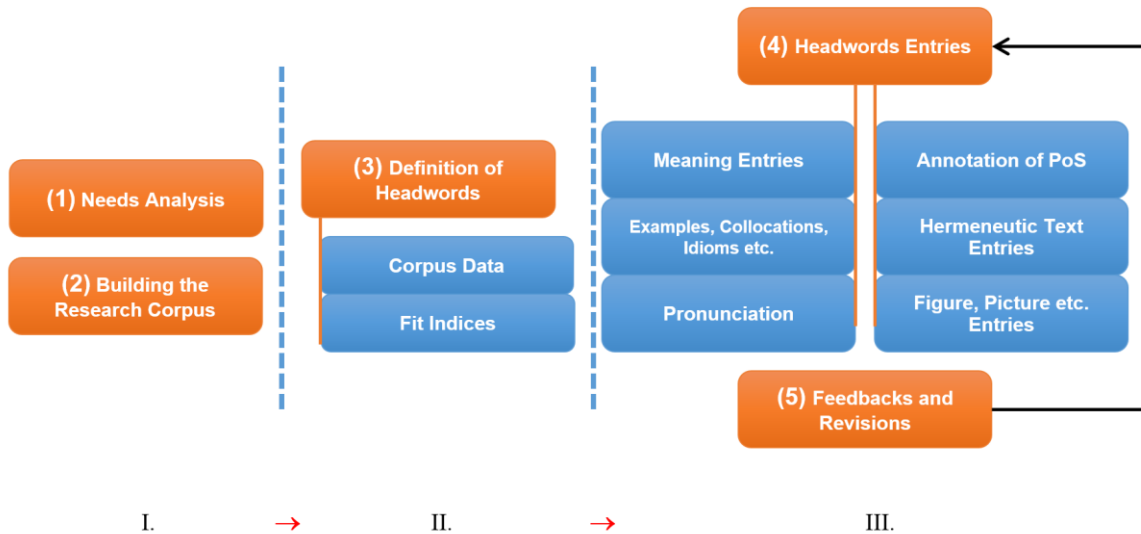 (1) Needs Analysis
(2) Building the
Research Corpus
(3) Definition of
Headwords
Corpus Data
Fit Indices
(4) Headwords Entries
Meaning Entries
Examples, Collocations,
Idioms etc.
Pronunciation
Annotation of PoS
Hermeneutic Text
Entries
Figure, Picture etc.
Entries
(5) Feedbacks and
Revisions
I. → II. → III.